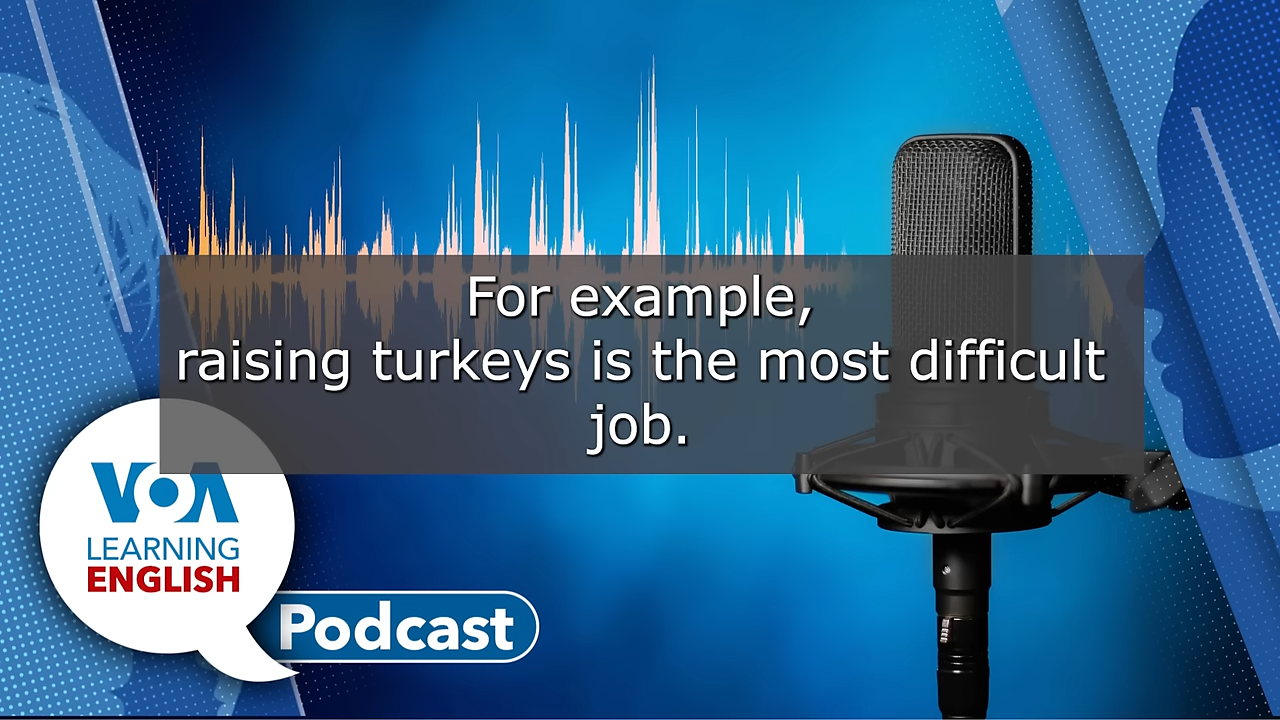 For example,
raising turkeys is the most difficult
job.
VOA
LEARNING
ENGLISH
Podcast